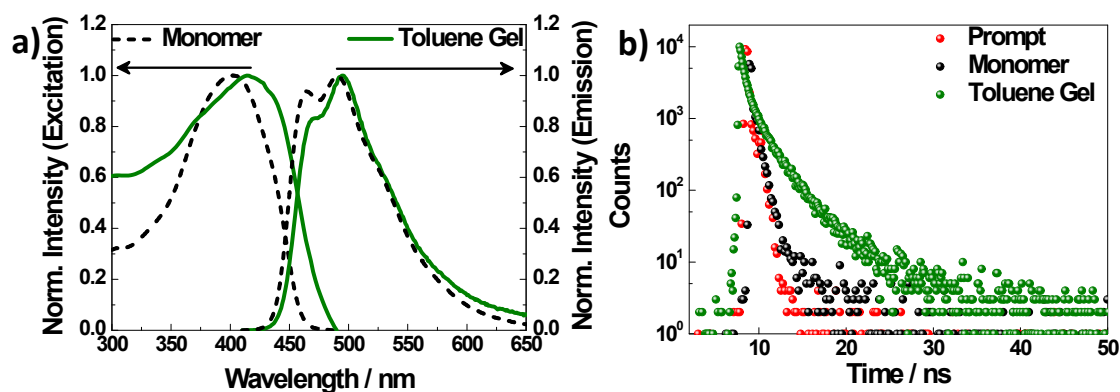 a)
Norm. Intensity (Excitation)
1.2
1.0
0.8
0.6
0.4
0.2
0.0
Monomer
Toluene Gel
1.2
1.0
0.8
0.6
0.4
0.2
0.0
Norm. Intensity (Emission)
300 350 400 450 500 550 600 650
Wavelength / nm
b)
Counts
10⁴
10³
10²
10¹
10⁰
Prompt
Monomer
Toluene Gel
10 20 30 40 50
Time / ns